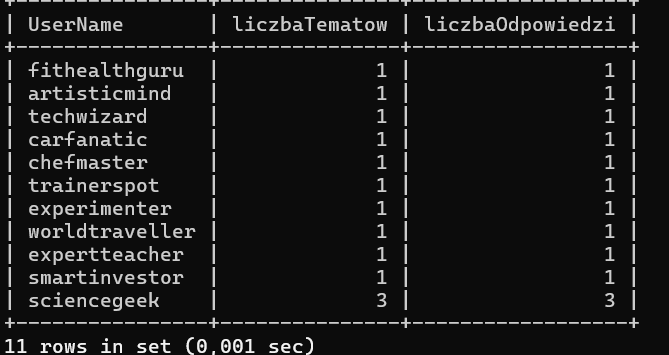 +----------------+---------------+-------------------+
| UserName       | liczbaTematow | liczbaOdpowiedzi |
+----------------+---------------+-------------------+
| fithealthguru  |             1 |                1 |
| artisticmind   |             1 |                1 |
| techwizard     |             1 |                1 |
| carfanatic     |             1 |                1 |
| chefmaster     |             1 |                1 |
| trainerspot    |             1 |                1 |
| experimenter   |             1 |                1 |
| worldtraveller |             1 |                1 |
| expertteacher  |             1 |                1 |
| smartinvestor  |             1 |                1 |
| sciencegeek    |             3 |                3 |
+----------------+---------------+-------------------+
11 rows in set (0,001 sec)